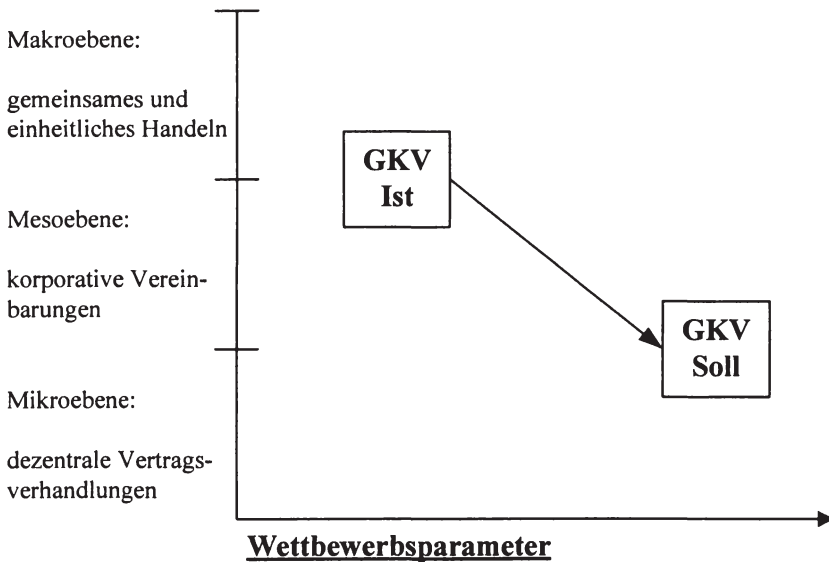 Makroebene:
gemeinsames und
einheitliches Handeln
GKV
Ist
Mesoebene:
korporative Verein-
barungen
GKV
Soll
Mikroebene:
dezentrale Vertrags-
verhandlungen
Wettbewerbsparameter